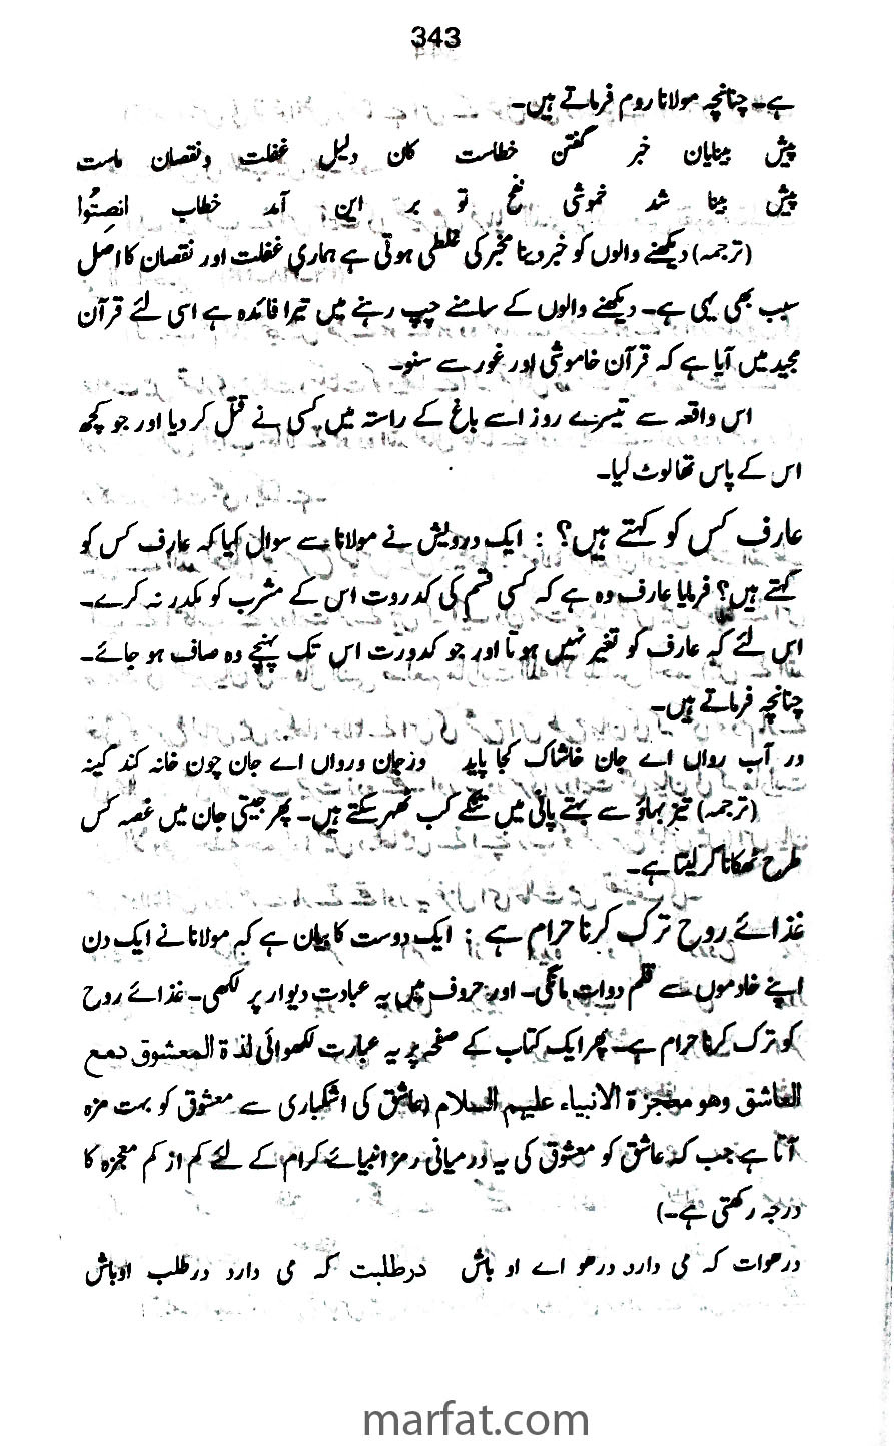 343
ہے۔ چنانچہ مولانا روم فرماتے ہیں۔
پیش بینایان خبر گفتن خطاست کان دلیل غفلت و نقصان ماست
پیش بینا شد خموشی نفع تو بر این آمد خطاب انصِتُوا
(ترجمہ) دیکھنے والوں کو خبر دینا مخبر کی غلطی ہوتی ہے ہماری غفلت اور نقصان کا اصل
سبب بھی یہی ہے۔ دیکھنے والوں کے سامنے چپ رہنے میں تیرا فائدہ ہے اسی لئے قرآن
مجید میں آیا ہے کہ قرآن خاموشی اور غور سے سنو۔
اس واقعہ سے تیسرے روز اسے باغ کے راستہ میں کسی نے قتل کر دیا اور جو کچھ
اس کے پاس تھا لوٹ لیا۔
عارف کس کو کہتے ہیں؟ : ایک درویش نے مولانا سے سوال کیا کہ عارف کس کو
کہتے ہیں؟ فرمایا عارف وہ ہے کہ کسی قسم کی کدروت اس کے مشرب کو مکدر نہ کرے۔
اس لئے کہ عارف کو تغیر نہیں ہوتا اور جو کدورت اس تک پہنچے وہ صاف ہو جائے۔
چنانچہ فرماتے ہیں۔
در آب رواں اے جان خاشاک کجا پاید وزجان ورواں اے جان چون خانہ کند کینہ
(ترجمہ) تیز بہاؤ سے بہتے پانی میں تنکے کب ٹھہر سکتے ہیں۔ پھر جیتی جان میں غصہ کس
طرح ٹھکانا کر لیتا ہے۔
غذائے روح ترک کرنا حرام ہے : ایک دوست کا بیان ہے کہ مولانا نے ایک دن
اپنے خادموں سے قلم دوات مانگی۔ اور حروف میں یہ عبادت دیوار پر لکھی۔ غذائے روح
کو ترک کرنا حرام ہے۔ پھر ایک کتاب کے صفحہ پر یہ عبارت لکھوائی لذۃ المعشوق دمع
العاشق وھو معجزۃ الانبیاء علیہم السلام (عاشق کی اشکباری سے معشوق کو بہت مزہ
آتا ہے جب کہ عاشق کو معشوق کی یہ درمیانی رمز انبیائے کرام کے لئے کم از کم معجزہ کا
درجہ رکھتی ہے۔)
درھوات کہ می دارد درھو اے او باش درطلبت کہ می دارد درطلب اوباش
marfat.com